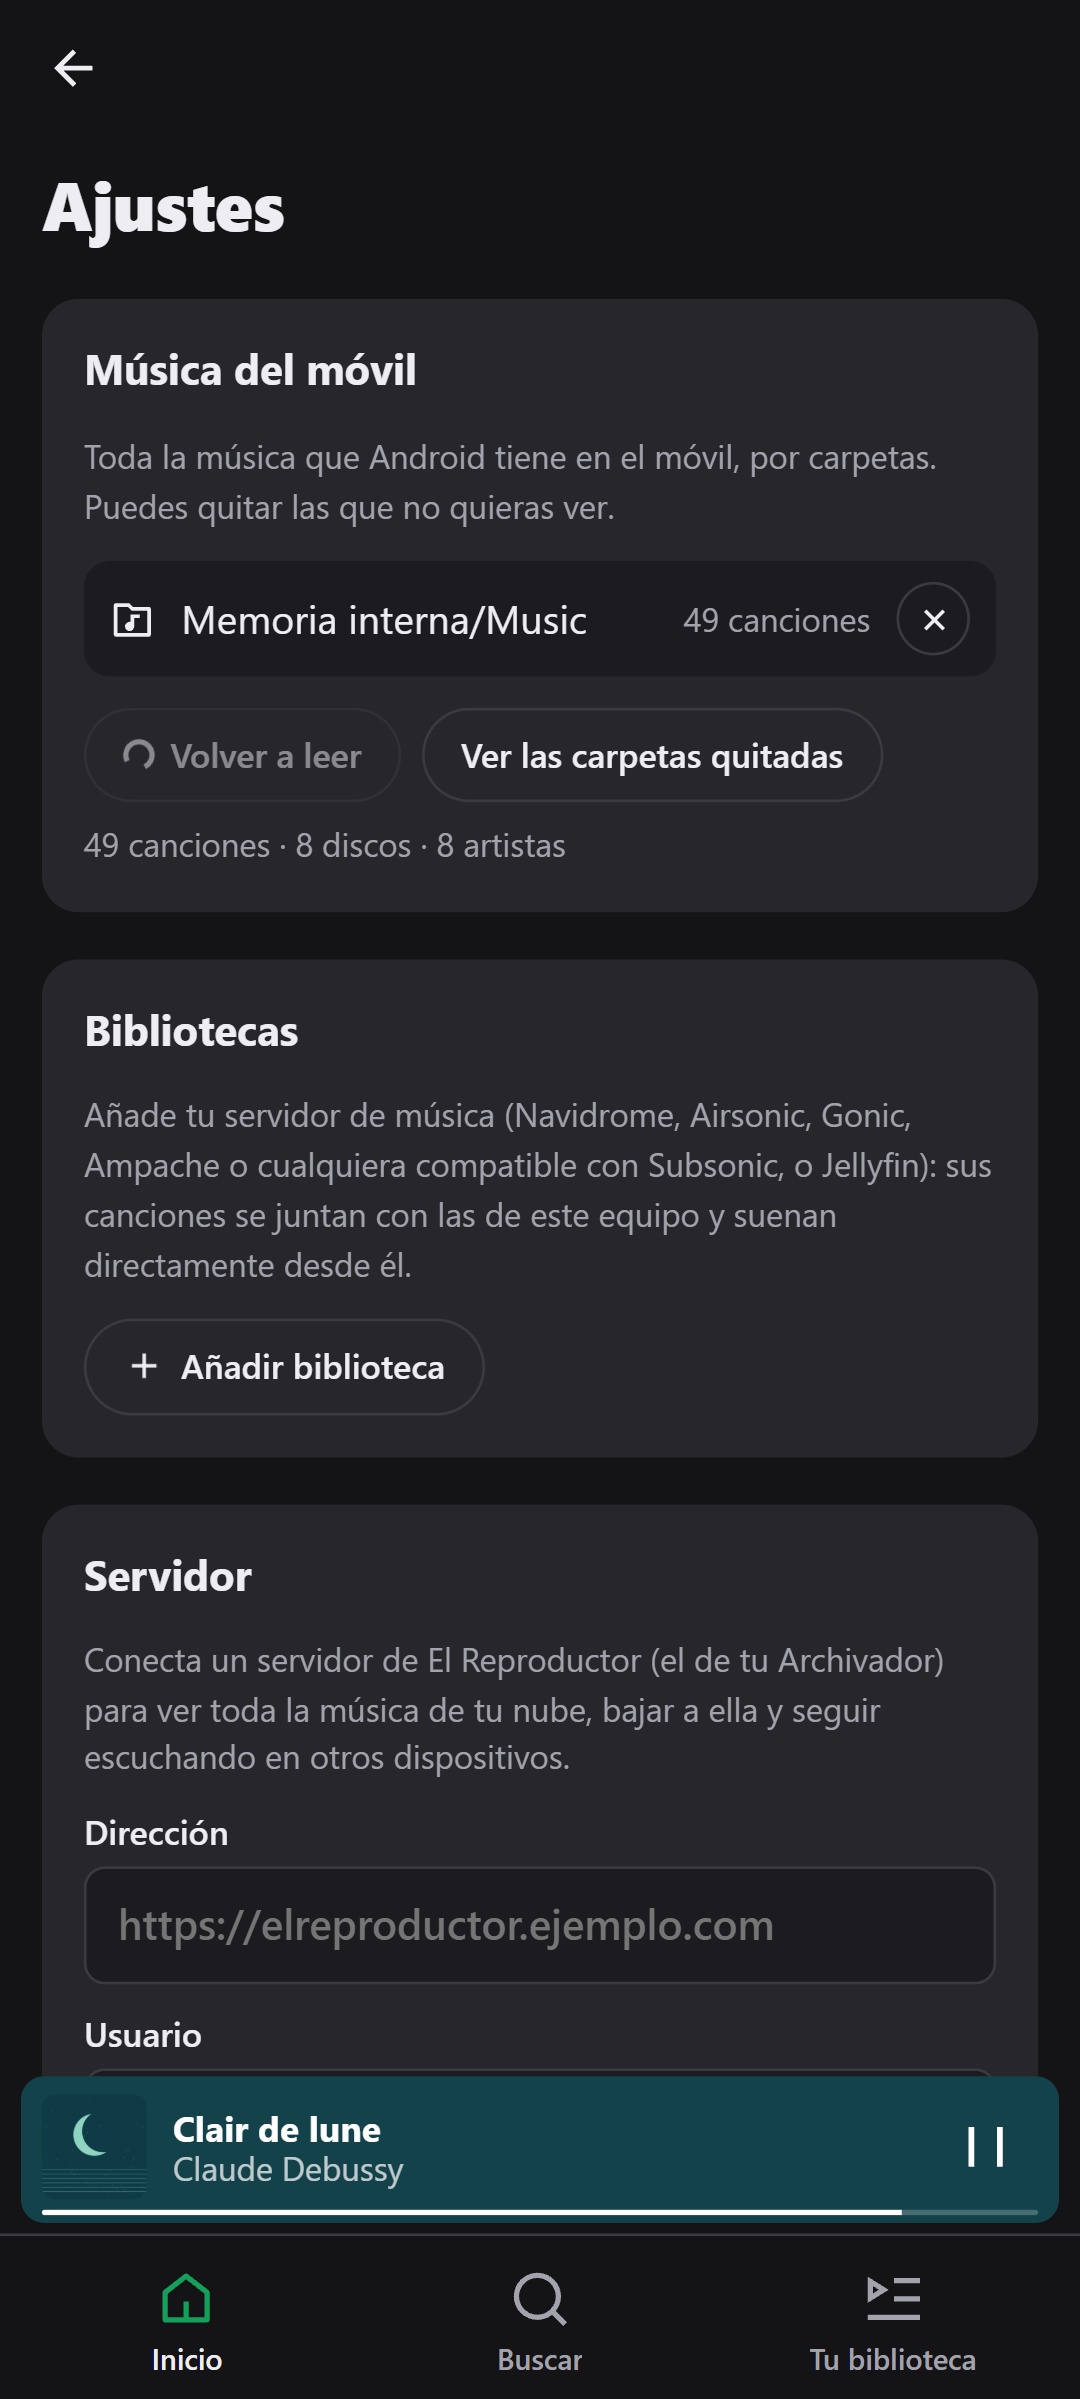 Ajustes
Música del móvil
Toda la música que Android tiene en el móvil, por carpetas.
Puedes quitar las que no quieras ver.
Memoria interna/Music 49 canciones
Volver a leer Ver las carpetas quitadas
49 canciones · 8 discos · 8 artistas
Bibliotecas
Añade tu servidor de música (Navidrome, Airsonic, Gonic,
Ampache o cualquiera compatible con Subsonic, o Jellyfin): sus
canciones se juntan con las de este equipo y suenan
directamente desde él.
Añadir biblioteca
Servidor
Conecta un servidor de El Reproductor (el de tu Archivador)
para ver toda la música de tu nube, bajar a ella y seguir
escuchando en otros dispositivos.
Dirección
https://elreproductor.ejemplo.com
Usuario
Clair de lune
Claude Debussy
Inicio Buscar Tu biblioteca